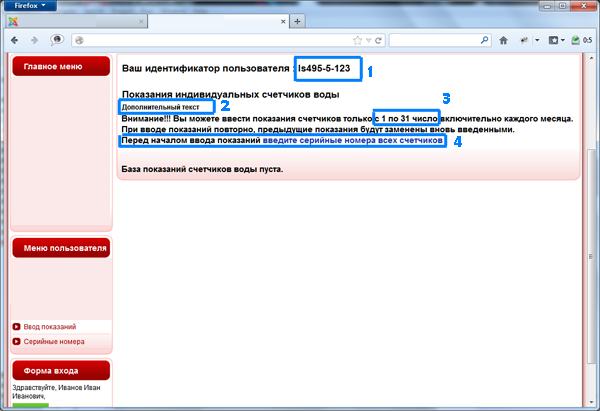 Firefox
0:5
Главное меню
Ваш идентификатор пользователя : ls495-5-123
1
Показания индивидуальных счетчиков воды
3
Дополнительный текст
2
Внимание!!! Вы можете ввести показания счетчиков только с 1 по 31 число включительно каждого месяца.
При вводе показаний повторно, предыдущие показания будут заменены вновь введенными.
Перед началом ввода показаний введите серийные номера всех счетчиков
4
База показаний счетчиков воды пуста.
Меню пользователя
Ввод показаний
Серийные номера
Форма входа
Здравствуйте, Иванов Иван
Иванович,